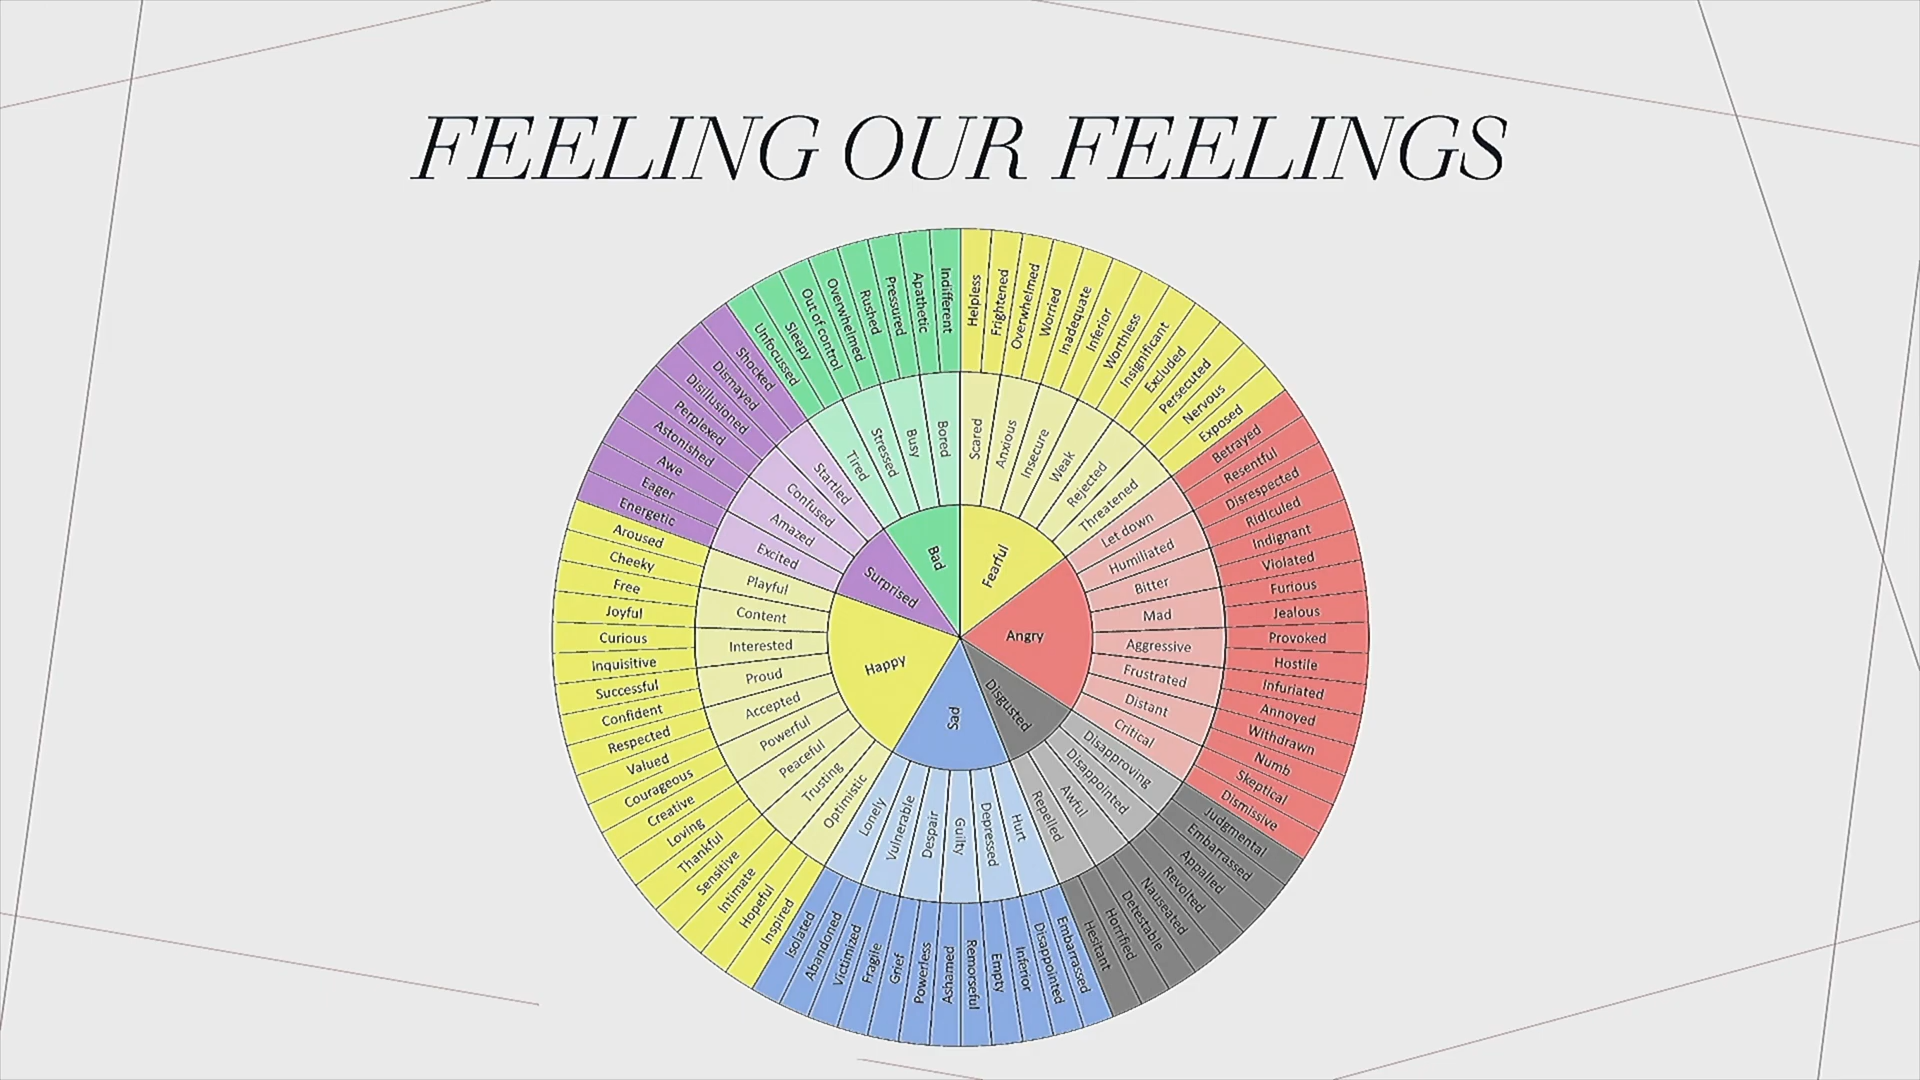 FEELING OUR FEELINGS
Bad
Fearful
Angry
Disgusted
Sad
Happy
Surprised
Scared
Anxious
Insecure
Weak
Rejected
Threatened
Let down
Humiliated
Bitter
Mad
Aggressive
Frustrated
Distant
Critical
Disapproving
Disappointed
Awful
Repelled
Hurt
Depressed
Guilty
Despair
Vulnerable
Lonely
Optimistic
Trusting
Peaceful
Powerful
Accepted
Proud
Interested
Content
Playful
Excited
Amazed
Confused
Startled
Tired
Stressed
Busy
Bored
Helpless
Frightened
Overwhelmed
Worried
Inadequate
Inferior
Worthless
Insignificant
Excluded
Persecuted
Nervous
Exposed
Betrayed
Resentful
Disrespected
Ridiculed
Indignant
Violated
Furious
Jealous
Provoked
Hostile
Infuriated
Annoyed
Withdrawn
Numb
Skeptical
Dismissive
Judgmental
Embarrassed
Appalled
Revolted
Nauseated
Detestable
Horrified
Hesitant
Embarrassed
Disappointed
Inferior
Empty
Remorseful
Ashamed
Powerless
Grief
Fragile
Victimized
Abandoned
Isolated
Inspired
Hopeful
Intimate
Sensitive
Thankful
Loving
Creative
Courageous
Valued
Respected
Confident
Successful
Inquisitive
Curious
Joyful
Free
Cheeky
Aroused
Energetic
Eager
Awe
Astonished
Perplexed
Disillusioned
Dismayed
Shocked
Unfocussed
Sleepy
Out of control
Overwhelmed
Rushed
Pressured
Apathetic
Indifferent